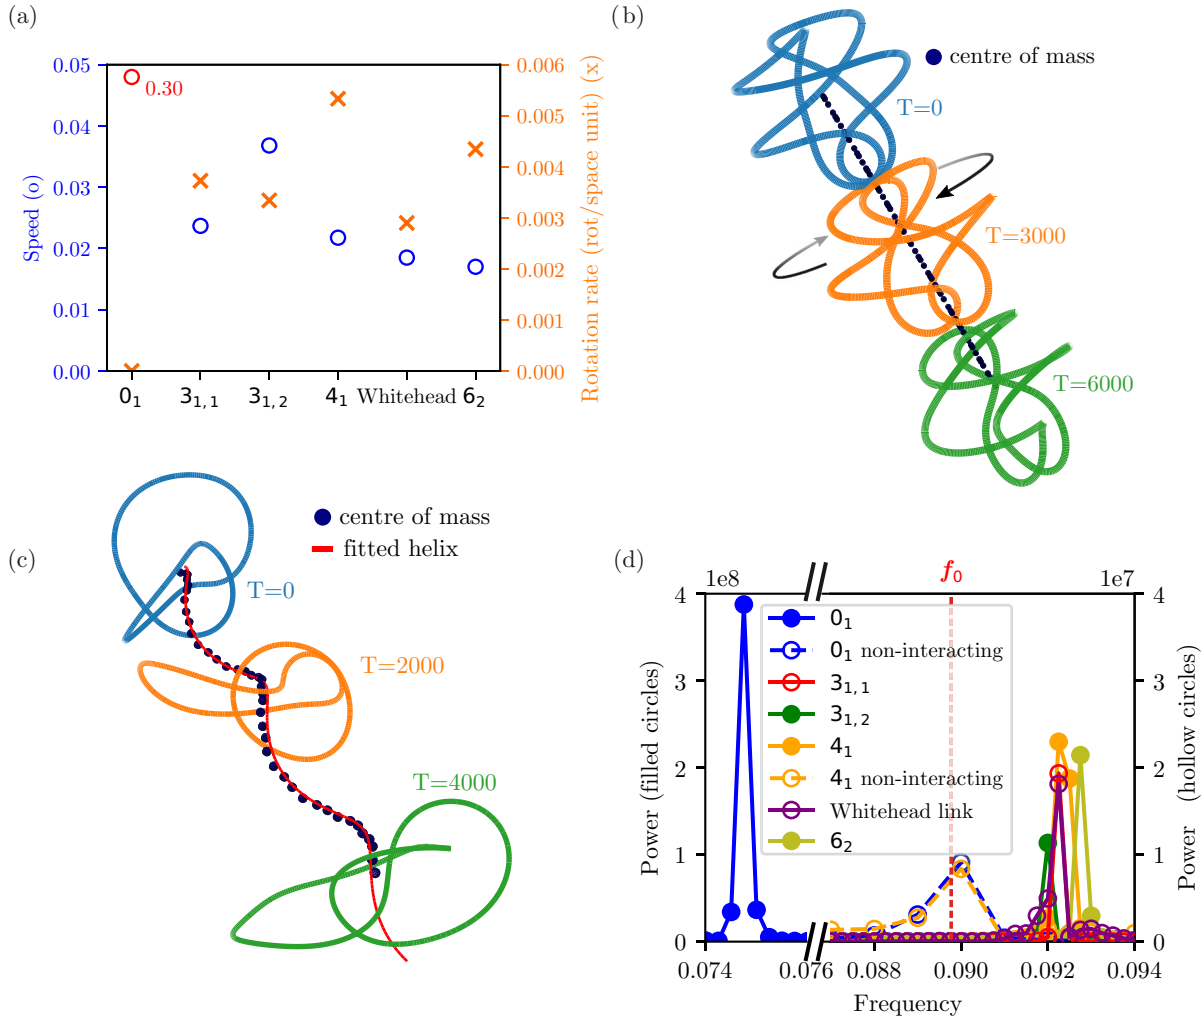 (a)
0.05
0.04
0.03
0.02
0.01
0.00
Speed (o)
0.30
0.006
0.005
0.004
0.003
0.002
0.001
0.000
Rotation rate (rot/space unit) (x)
0₁ 3₁,₁ 3₁,₂ 4₁ Whitehead 6₂
(b)
centre of mass
T=0
T=3000
T=6000
(c)
centre of mass
fitted helix
T=0
T=2000
T=4000
(d)
1e8
f₀
1e7
4
3
2
1
0
Power (filled circles)
0₁
0₁ non-interacting
3₁,₁
3₁,₂
4₁
4₁ non-interacting
Whitehead link
6₂
4
3
2
1
0
Power (hollow circles)
0.074 0.076 0.088 0.090 0.092 0.094
Frequency